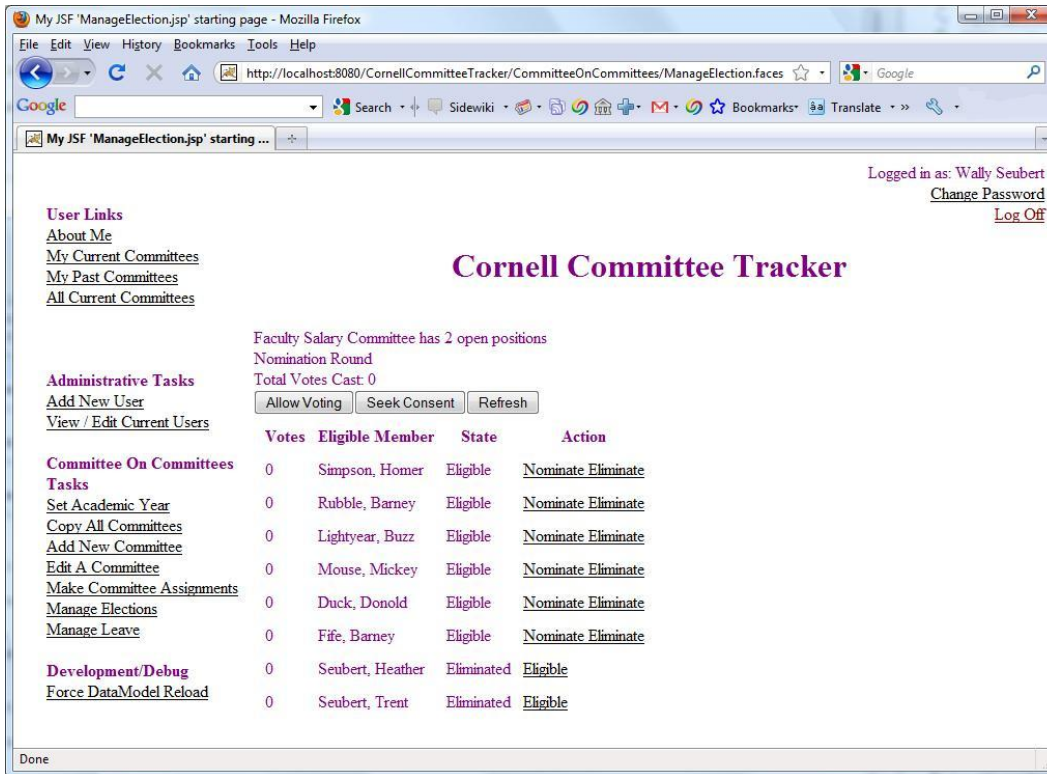 My JSF 'ManageElection.jsp' starting page - Mozilla Firefox
File Edit View History Bookmarks Tools Help
http://localhost:8080/CornellCommitteeTracker/CommitteeOnCommittees/ManageElection.faces
Google
Google
Search
Sidewiki
Bookmarks
Translate
»
My JSF 'ManageElection.jsp' starting ...
Logged in as: Wally Seubert
Change Password
Log Off
User Links
About Me
My Current Committees
My Past Committees
All Current Committees
Cornell Committee Tracker
Administrative Tasks
Add New User
View / Edit Current Users
Committee On Committees
Tasks
Set Academic Year
Copy All Committees
Add New Committee
Edit A Committee
Make Committee Assignments
Manage Elections
Manage Leave
Development/Debug
Force DataModel Reload
Faculty Salary Committee has 2 open positions
Nomination Round
Total Votes Cast: 0
Allow Voting Seek Consent Refresh
Votes Eligible Member State Action
0 Simpson, Homer Eligible Nominate Eliminate
0 Rubble, Barney Eligible Nominate Eliminate
0 Lightyear, Buzz Eligible Nominate Eliminate
0 Mouse, Mickey Eligible Nominate Eliminate
0 Duck, Donold Eligible Nominate Eliminate
0 Fife, Barney Eligible Nominate Eliminate
0 Seubert, Heather Eliminated Eligible
0 Seubert, Trent Eliminated Eligible
Done